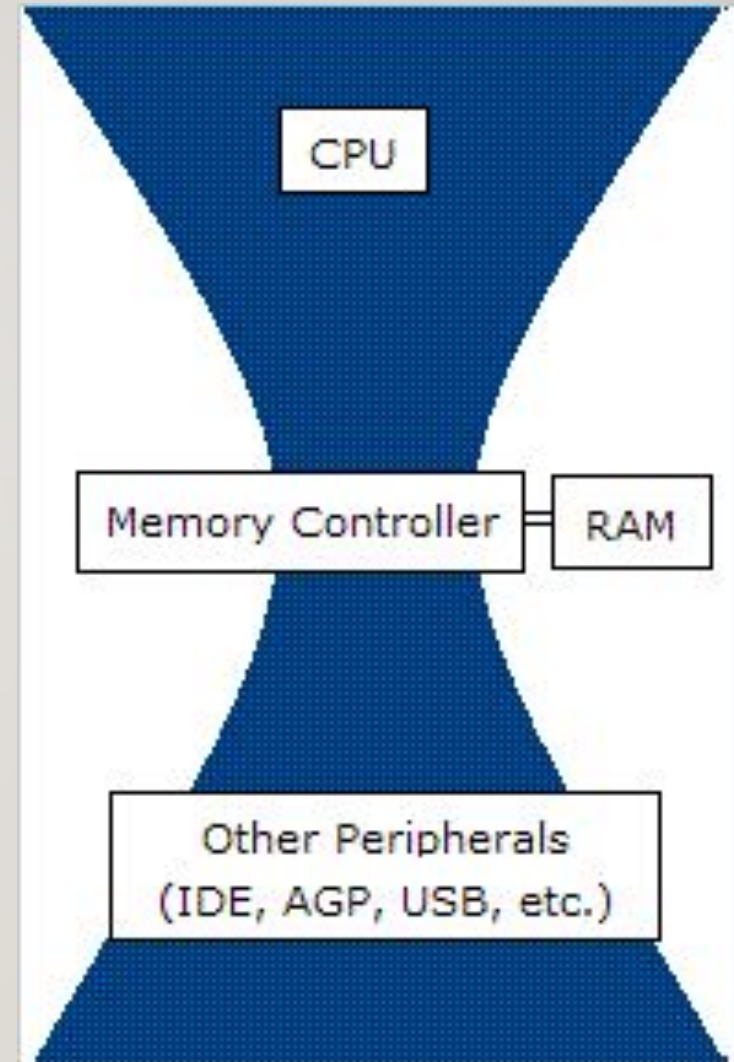 CPU
Memory Controller
RAM
Other Peripherals
(IDE, AGP, USB, etc.)